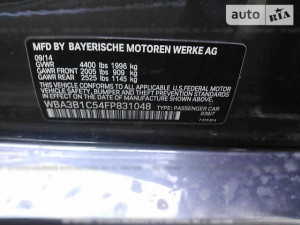 auto RIA
MFD BY BAYERISCHE MOTOREN WERKE AG
09/14
GVWR 4400 lbs 1996 kg
GAWR FRONT 2005 lbs 909 kg
GAWR REAR 2525 lbs 1145 kg
THIS VEHICLE CONFORMS TO ALL APPLICABLE U.S. FEDERAL MOTOR
VEHICLE SAFETY, BUMPER, AND THEFT PREVENTION STANDARDS
IN EFFECT ON THE DATE OF MANUFACTURE SHOWN ABOVE.
WBA3B1C54FP831048 TYPE: PASSENGER CAR